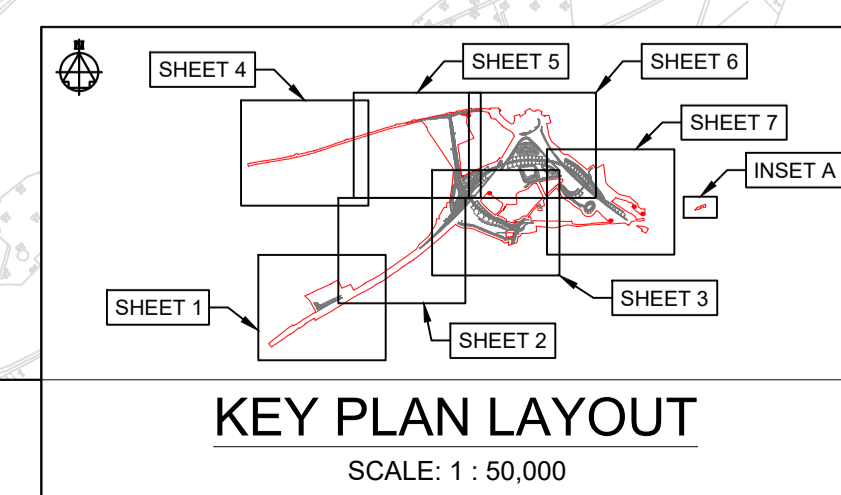 SHEET 4
SHEET 5
SHEET 6
SHEET 7
INSET A
SHEET 1
SHEET 2
SHEET 3
KEY PLAN LAYOUT
SCALE: 1 : 50,000